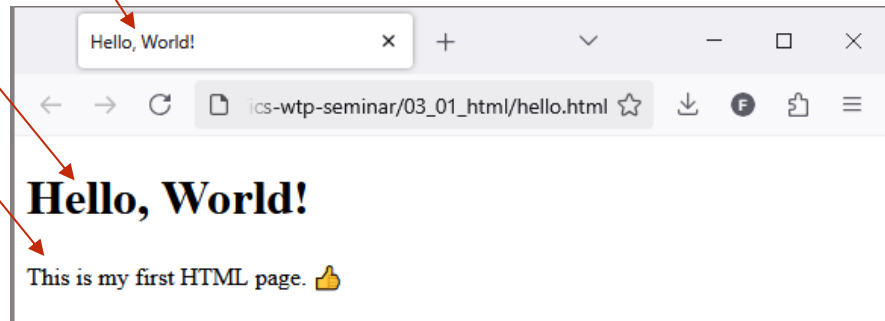 Hello, World!
ics-wtp-seminar/03_01_html/hello.html
F
Hello, World!
This is my first HTML page. 👍